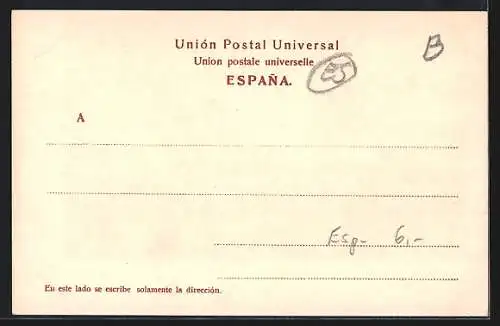 Unión Postal Universal
Union postale universelle
ESPAÑA.
B
A
Esp- 6,-
En este lado se escribe solamente la dirección.